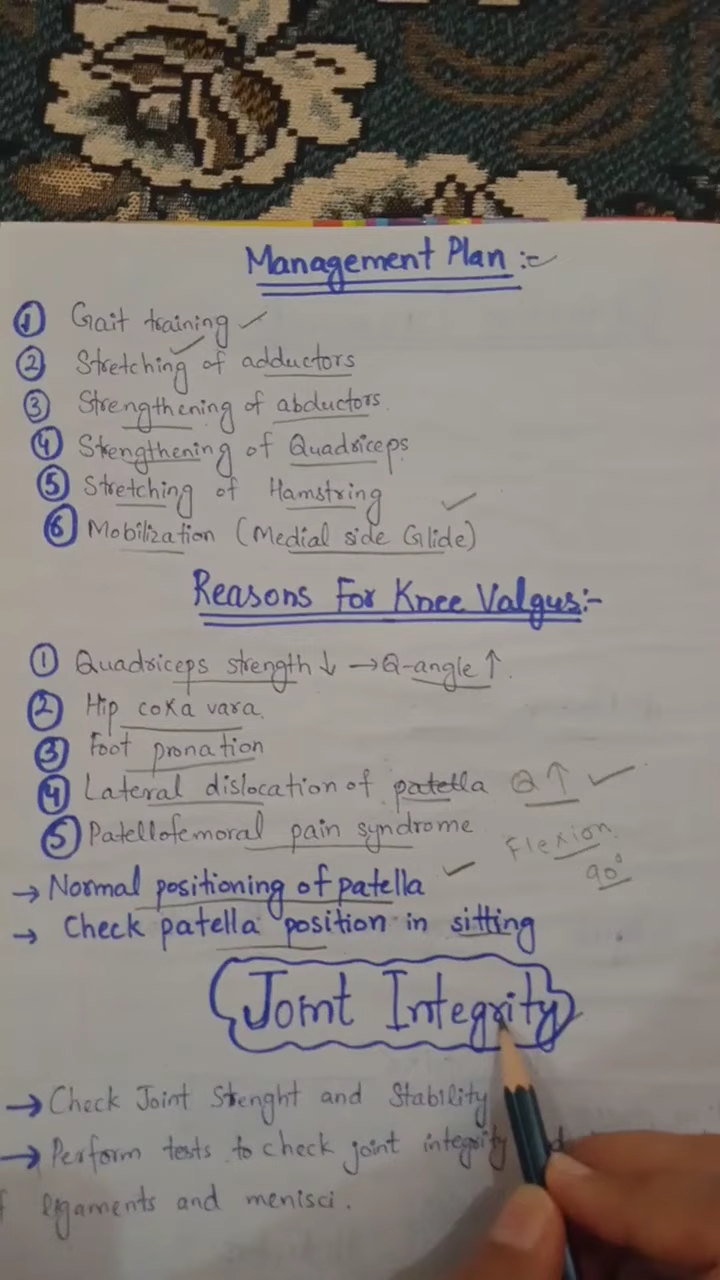 Management Plan :-
① Gait training ✓
② Stretching of adductors
③ Strengthening of abductors.
④ Strengthening of Quadriceps
⑤ Stretching of Hamstring
⑥ Mobilization (Medial side Glide)
Reasons For Knee Valgus:-
① Quadriceps strength ↓ → Q-angle ↑.
② Hip coxa vara.
③ Foot pronation
④ Lateral dislocation of patella Q ↑ ✓
⑤ Patellofemoral pain syndrome
Flexion
90°
→ Normal positioning of patella ✓
→ Check patella position in sitting
Joint Integrity
→ Check Joint Strenght and Stability
→ Perform tests to check joint integrity
ligaments and menisci.